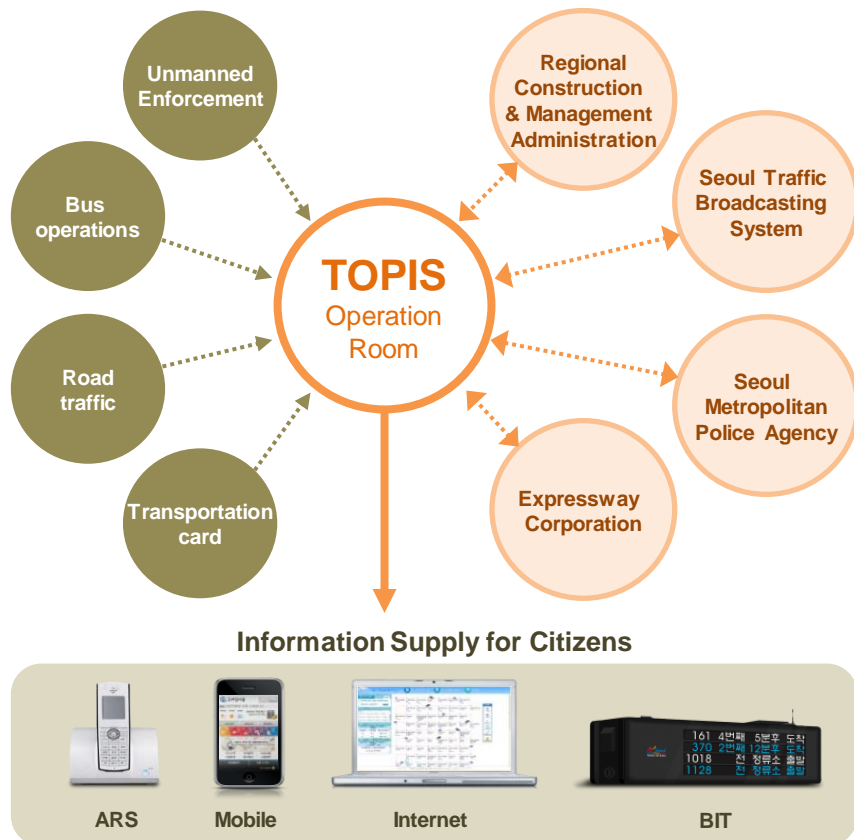 Unmanned
Enforcement
Bus
operations
Road
traffic
Transportation
card
TOPIS
Operation
Room
Regional
Construction
& Management
Administration
Seoul Traffic
Broadcasting
System
Seoul
Metropolitan
Police Agency
Expressway
Corporation
Information Supply for Citizens
161 4번째 5분후 도착
370 2번째 12분후 도착
1018 전 정류소 출발
1128 전 정류소 출발
ARS
Mobile
Internet
BIT